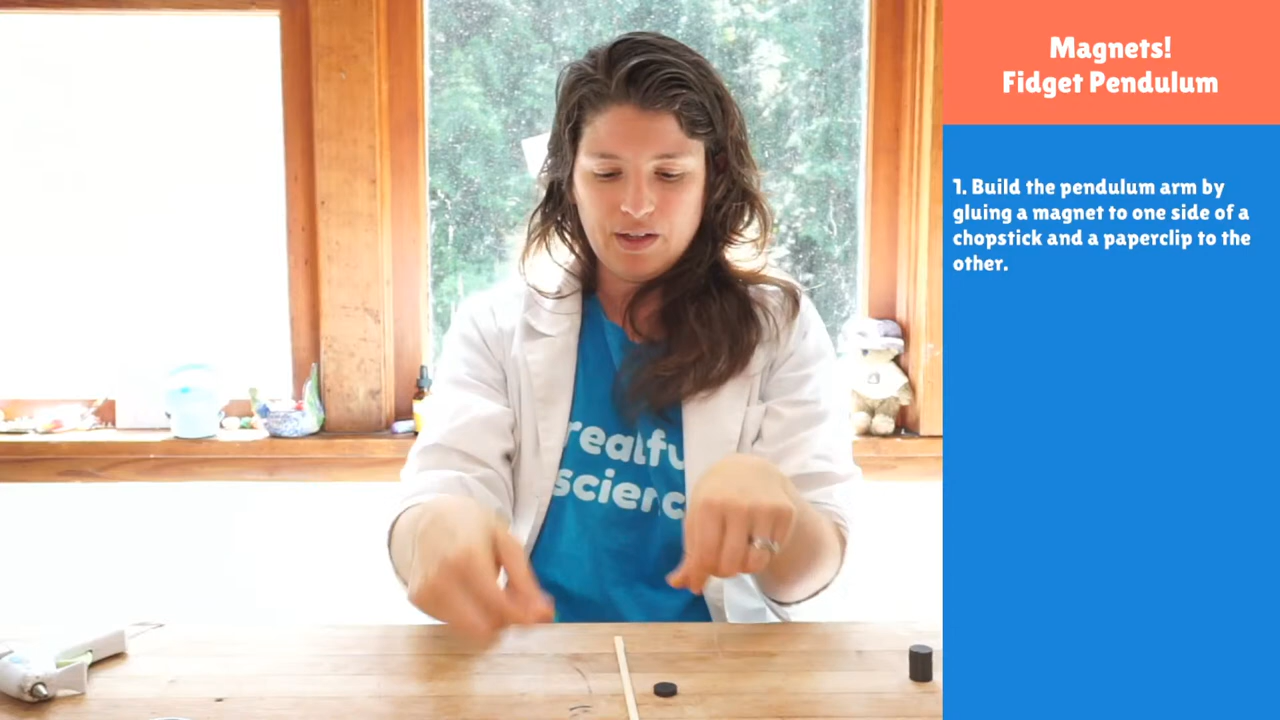 Magnets!
Fidget Pendulum
1. Build the pendulum arm by
gluing a magnet to one side of a
chopstick and a paperclip to the
other.